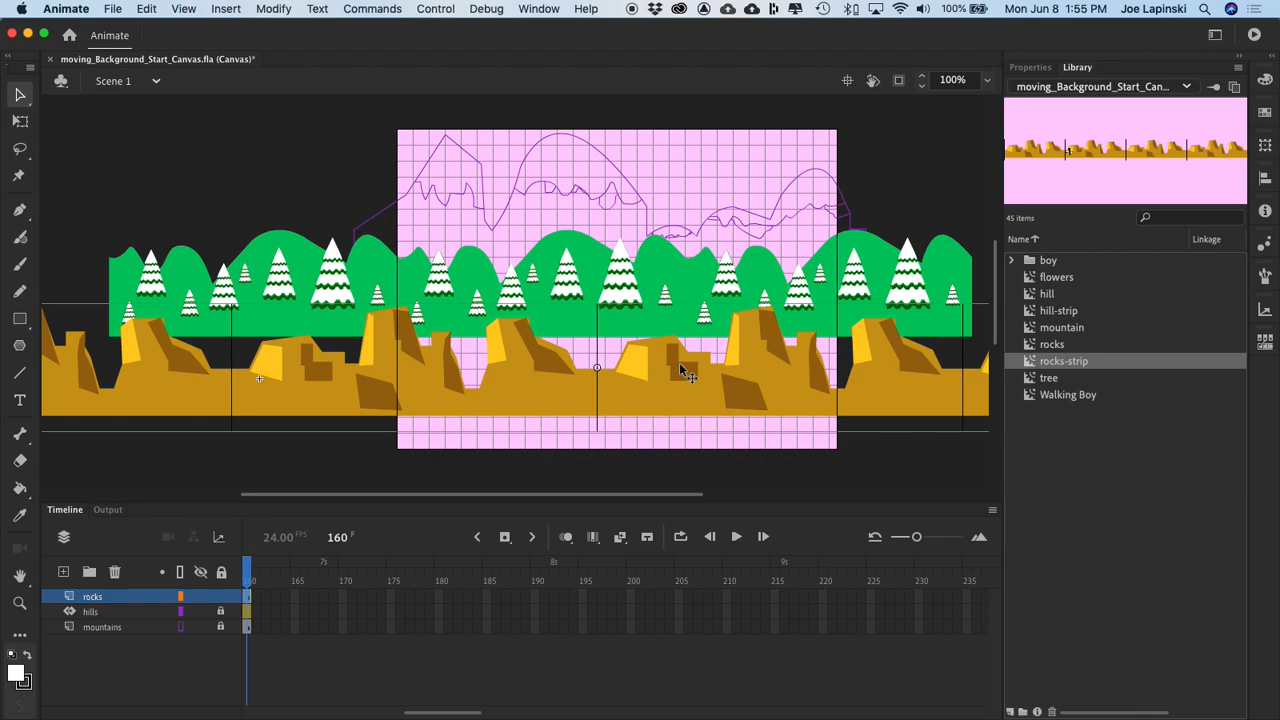 Animate File Edit View Insert Modify Text Commands Control Debug Window Help 100% Mon Jun 8 1:55 PM Joe Lapinski
Animate
moving_Background_Start_Canvas.fla (Canvas)*
Scene 1 100%
Properties Library
moving_Background_Start_Can...
45 items
Name Linkage
boy
flowers
hill
hill-strip
mountain
rocks
rocks-strip
tree
Walking Boy
Timeline Output
24.00 FPS 160 F
7s 8s 9s
160 165 170 175 180 185 190 195 200 205 210 215 220 225 230 235
rocks
hills
mountains